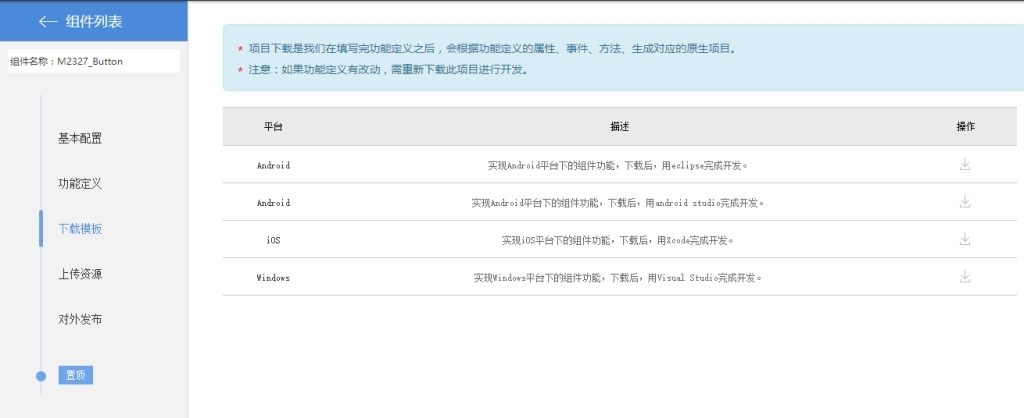 组件列表
组件名称：M2327_Button
基本配置
功能定义
下载模板
上传资源
对外发布
置顶
* 项目下载是我们在填写完功能定义之后，会根据功能定义的属性、事件、方法、生成对应的原生项目。
* 注意：如果功能定义有改动，需重新下载此项目进行开发。
平台 描述 操作
Android 实现Android平台下的组件功能，下载后，用eclipse完成开发。
Android 实现Android平台下的组件功能，下载后，用android studio完成开发。
iOS 实现iOS平台下的组件功能，下载后，用Xcode完成开发。
Windows 实现Windows平台下的组件功能，下载后，用Visual Studio完成开发。